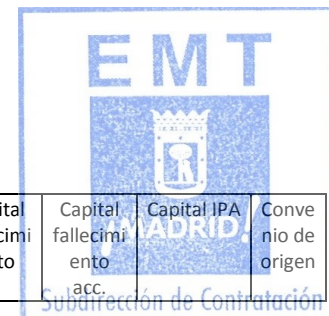 EMT
ital
cimi
to
Capital
fallecimi
ento
acc.
Capital IPA
Conve
nio de
origen
¡MADRID!
Subdirección de Contratación